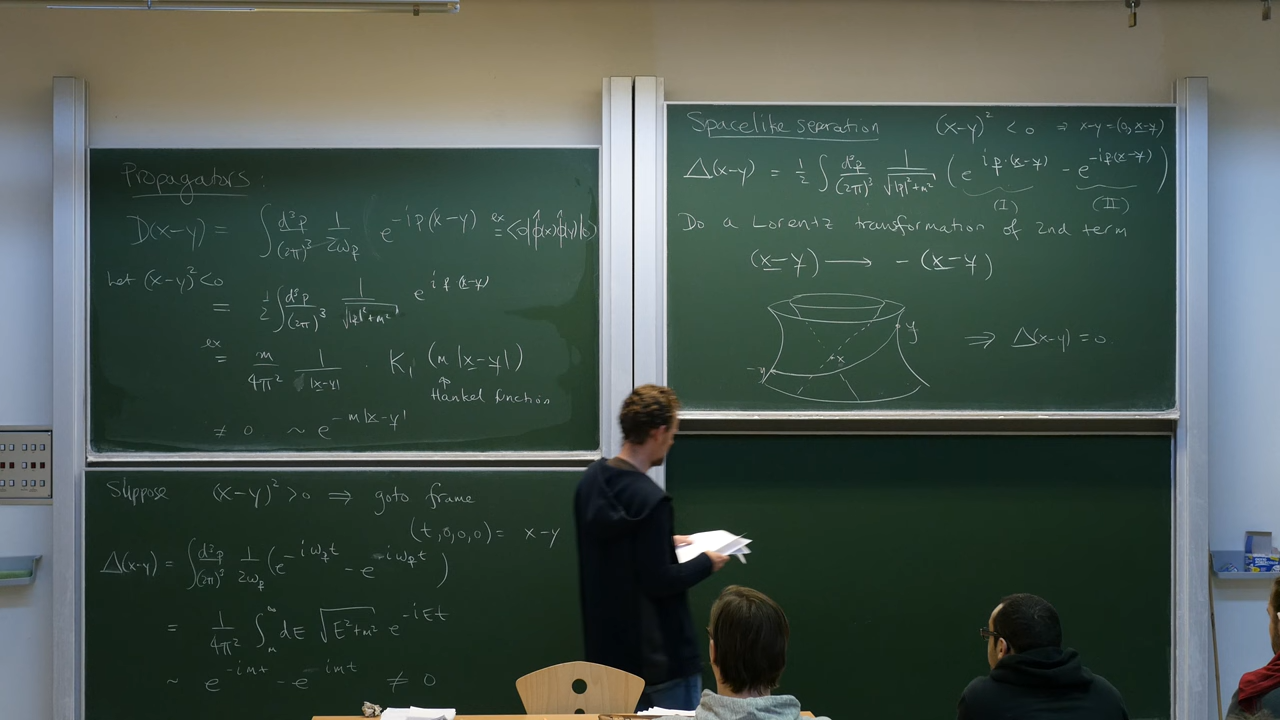 Propagators:
D(x-y) = ∫ d³p/(2π)³ 1/2ω_p e^{-ip(x-y)} =^{ex} <0|φ̂(x)φ̂(y)|0>
Let (x-y)² < 0
= 1/2 ∫ d³p/(2π)³ 1/√(|p|²+m²) e^{ip·(x-y)}
=^{ex} m/4π² 1/|x-y| · K₁ (m|x-y|)
↑
Hankel function
≠ 0 ~ e^{-m|x-y|}
Suppose (x-y)² > 0 ⇒ goto frame
(t,0,0,0) = x-y
Δ(x-y) = ∫ d³p/(2π)³ 1/2ω_p (e^{-iω_p t} - e^{-iω_p t})
= 1/4π² ∫_m^∞ dE √(E²+m²) e^{-iEt}
~ e^{-imt} - e^{imt} ≠ 0
Spacelike sepration (x-y)² < 0 ⇒ x-y = (0, x-y)
Δ(x-y) = 1/2 ∫ d³p/(2π)³ 1/√(|p|²+m²) (e^{ip·(x-y)} - e^{-ip(x-y)})
(I) (II)
Do a Lorentz transformation of 2nd term
(x-y) → -(x-y)
y
x
-y
⇒ Δ(x-y) = 0.